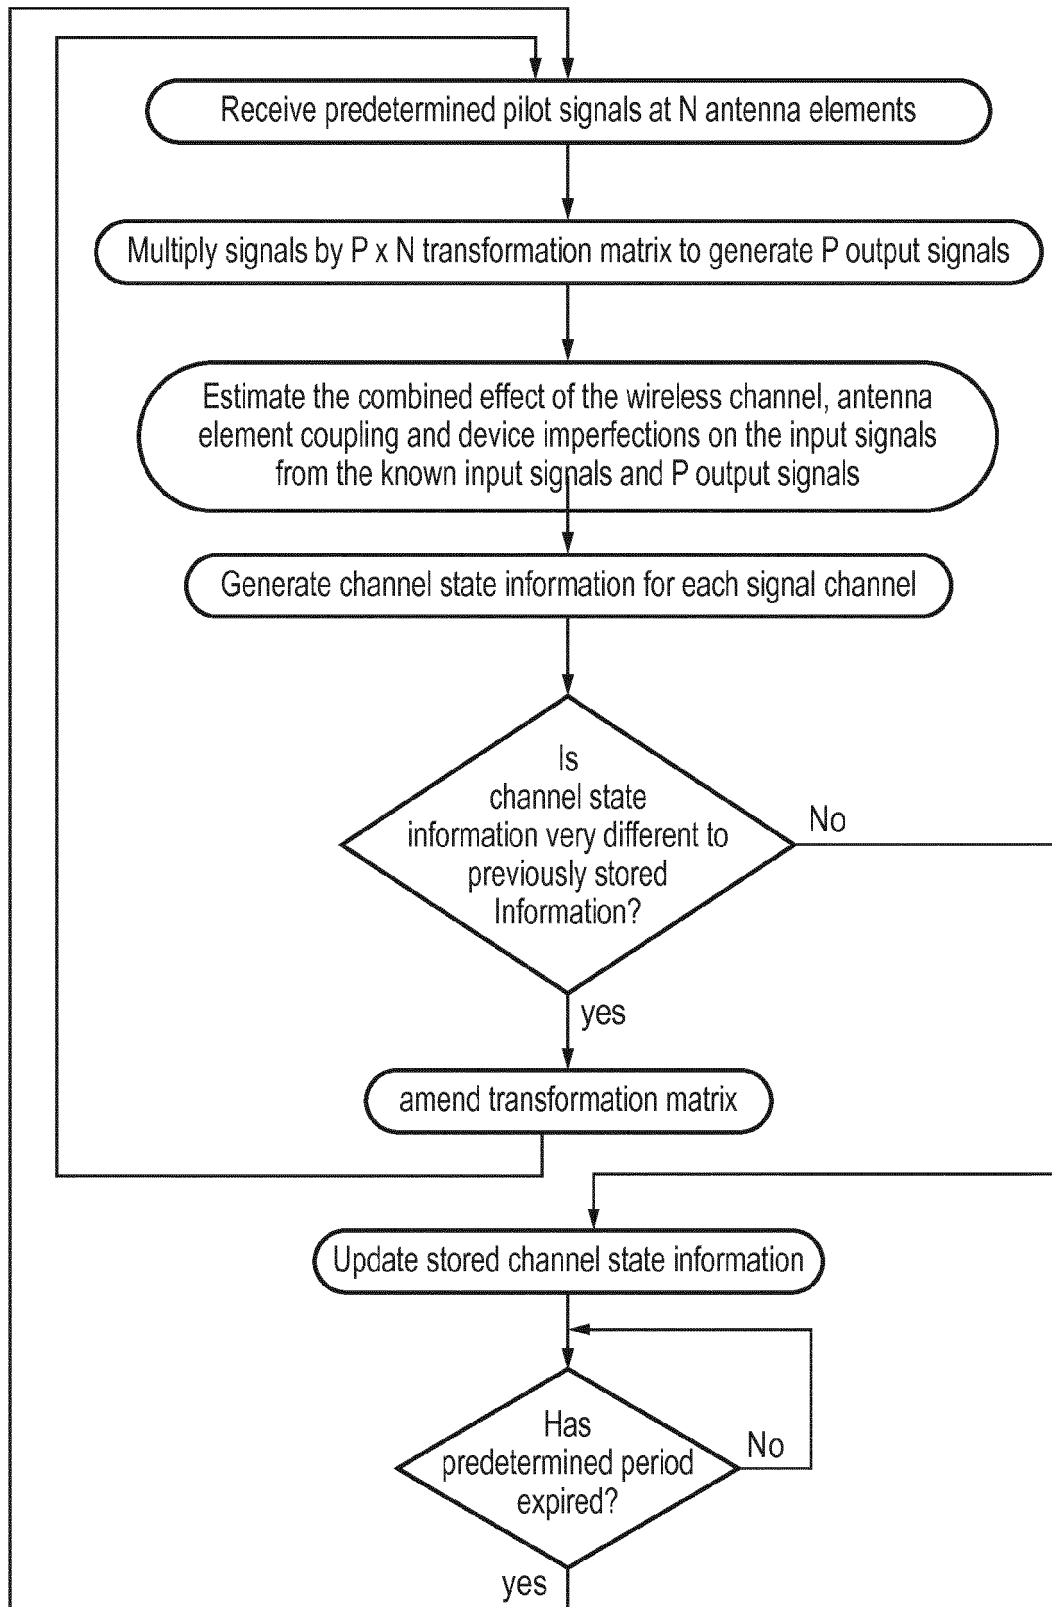 Receive predetermined pilot signals at N antenna elements
Multiply signals by P x N transformation matrix to generate P output signals
Estimate the combined effect of the wireless channel, antenna
element coupling and device imperfections on the input signals
from the known input signals and P output signals
Generate channel state information for each signal channel
Is
channel state
information very different to
previously stored
Information?
No
yes
amend transformation matrix
Update stored channel state information
Has
predetermined period
expired?
No
yes